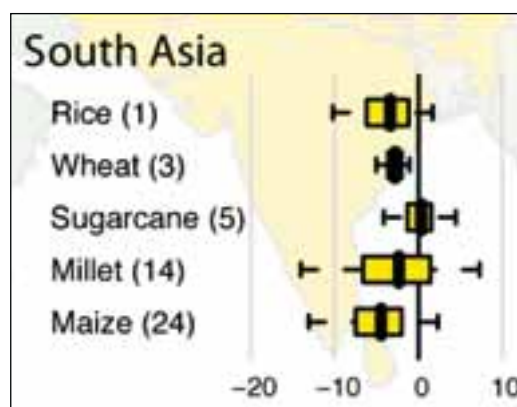 South Asia
Rice (1)
Wheat (3)
Sugarcane (5)
Millet (14)
Maize (24)
−20 −10 0 10